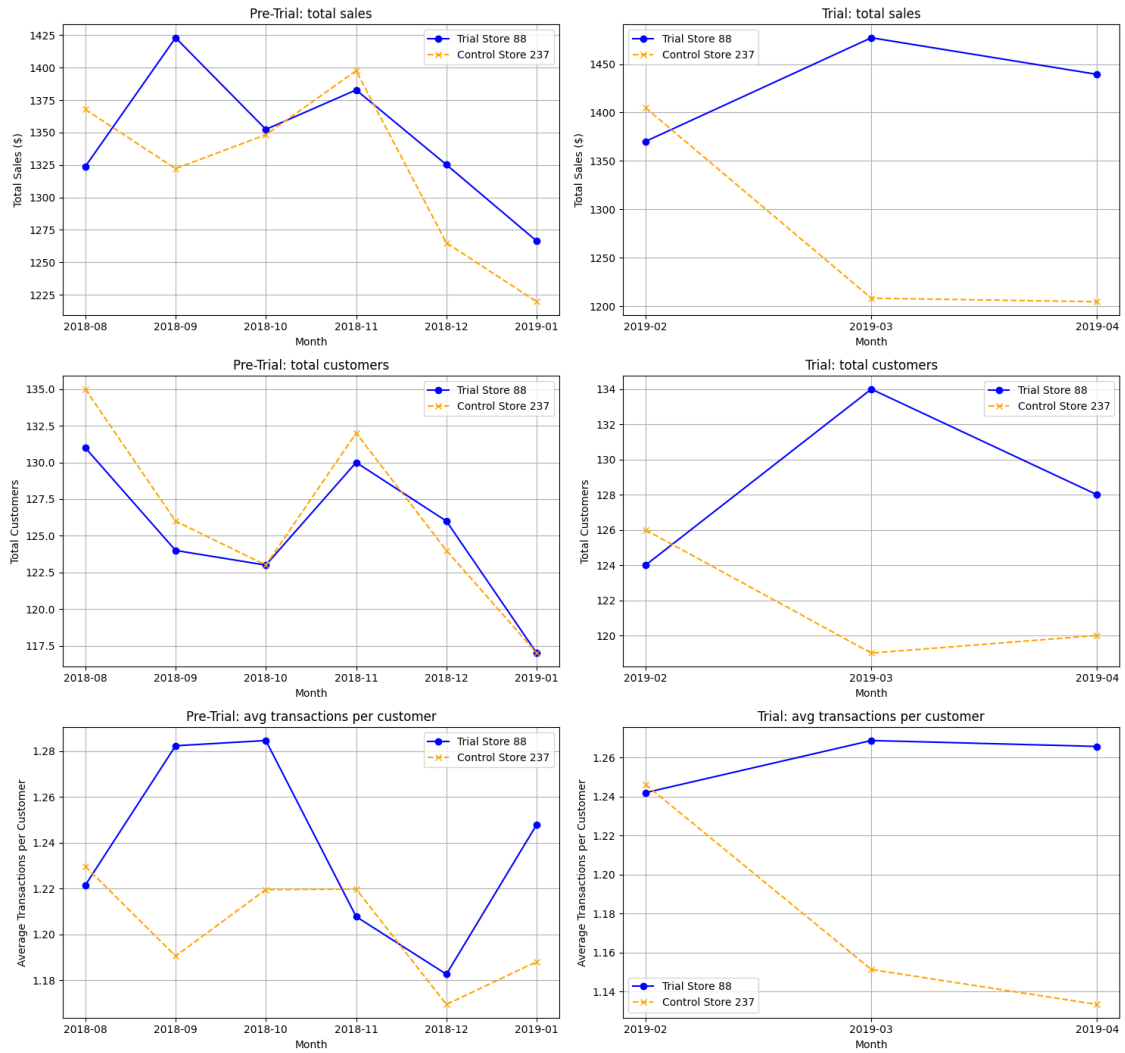 Pre-Trial: total sales
Total Sales ($)
1425
1400
1375
1350
1325
1300
1275
1250
1225
Trial Store 88
Control Store 237
2018-08 2018-09 2018-10 2018-11 2018-12 2019-01
Month
Trial: total sales
Total Sales ($)
1450
1400
1350
1300
1250
1200
Trial Store 88
Control Store 237
2019-02 2019-03 2019-04
Month
Pre-Trial: total customers
Total Customers
135.0
132.5
130.0
127.5
125.0
122.5
120.0
117.5
Trial Store 88
Control Store 237
2018-08 2018-09 2018-10 2018-11 2018-12 2019-01
Month
Trial: total customers
Total Customers
134
132
130
128
126
124
122
120
Trial Store 88
Control Store 237
2019-02 2019-03 2019-04
Month
Pre-Trial: avg transactions per customer
Average Transactions per Customer
1.28
1.26
1.24
1.22
1.20
1.18
Trial Store 88
Control Store 237
2018-08 2018-09 2018-10 2018-11 2018-12 2019-01
Month
Trial: avg transactions per customer
Average Transactions per Customer
1.26
1.24
1.22
1.20
1.18
1.16
1.14
Trial Store 88
Control Store 237
2019-02 2019-03 2019-04
Month